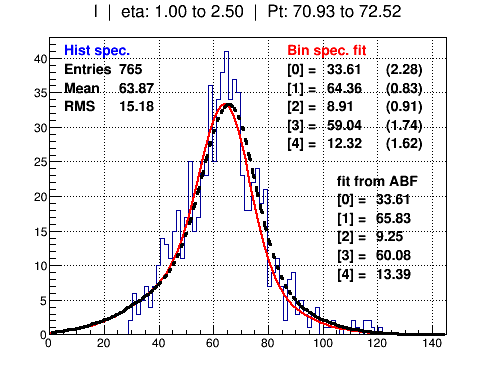 I | eta: 1.00 to 2.50 | Pt: 70.93 to 72.52
Hist spec.
Entries 765
Mean 63.87
RMS 15.18
Bin spec. fit
[0] = 33.61 (2.28)
[1] = 64.36 (0.83)
[2] = 8.91 (0.91)
[3] = 59.04 (1.74)
[4] = 12.32 (1.62)
fit from ABF
[0] = 33.61
[1] = 65.83
[2] = 9.25
[3] = 60.08
[4] = 13.39
40
35
30
25
20
15
10
5
0
0 20 40 60 80 100 120 140